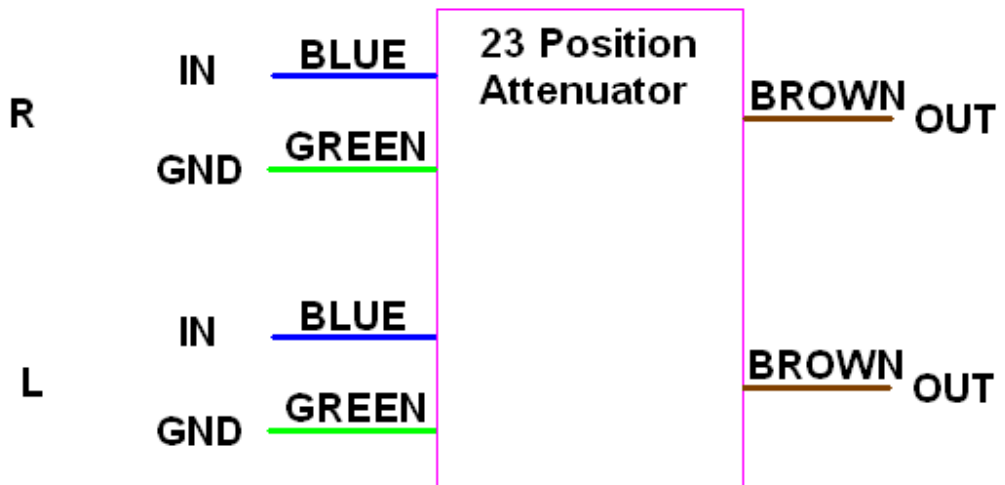 23 Position
Attenuator
R
IN
BLUE
GND
GREEN
BROWN
OUT
L
IN
BLUE
GND
GREEN
BROWN
OUT